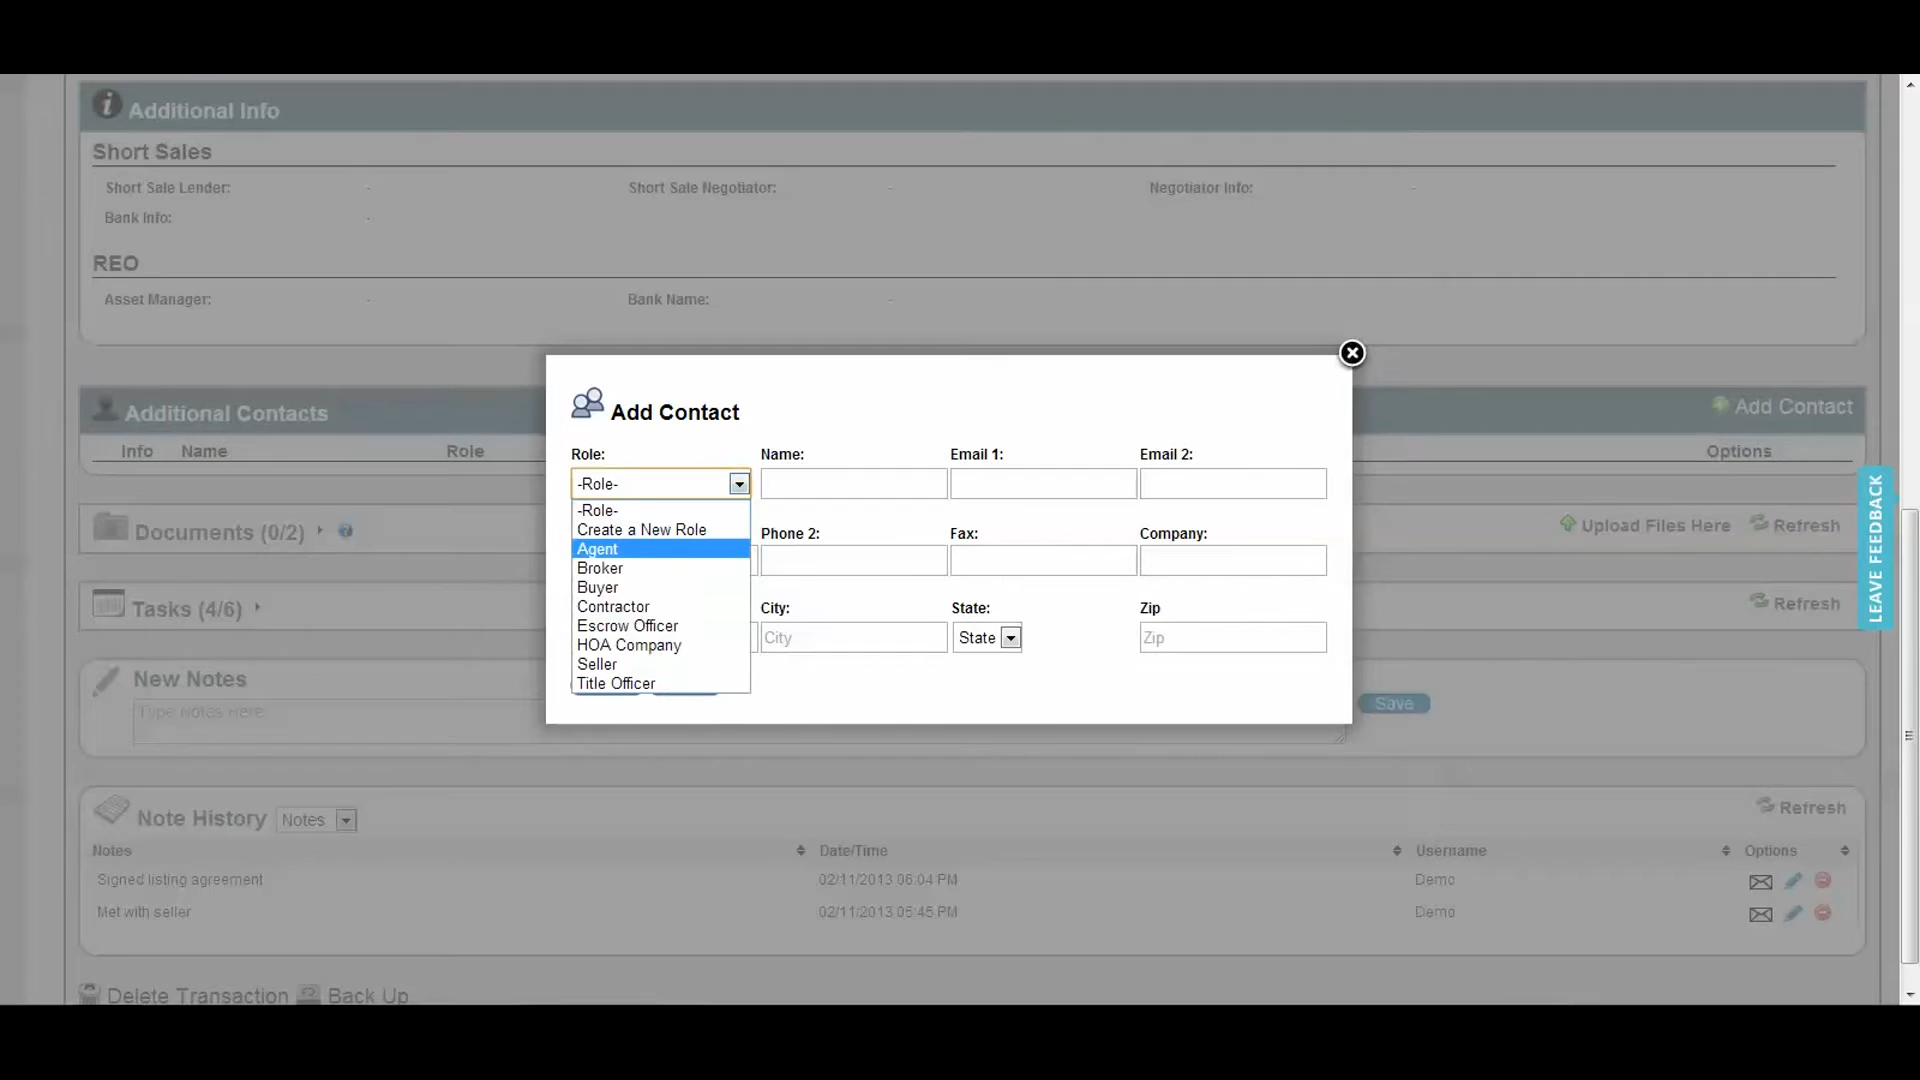 Additional Info
Short Sales
Short Sale Lender: - Short Sale Negotiator: - Negotiator Info: -
Bank Info: -
REO
Asset Manager: - Bank Name: -
Additional Contacts Add Contact
Info Name Role Options
Add Contact
Role: Name: Email 1: Email 2:
-Role-
-Role-
Create a New Role
Agent
Broker
Buyer
Contractor
Escrow Officer
HOA Company
Seller
Title Officer
Phone 2: Fax: Company:
City: State: Zip
City State Zip
Documents (0/2) Upload Files Here Refresh
Tasks (4/6) Refresh
LEAVE FEEDBACK
New Notes
Type Notes Here Save
Note History Notes Refresh
Notes Date/Time Username Options
Signed listing agreement 02/11/2013 06:04 PM Demo
Met with seller 02/11/2013 05:45 PM Demo
Delete Transaction Back Up